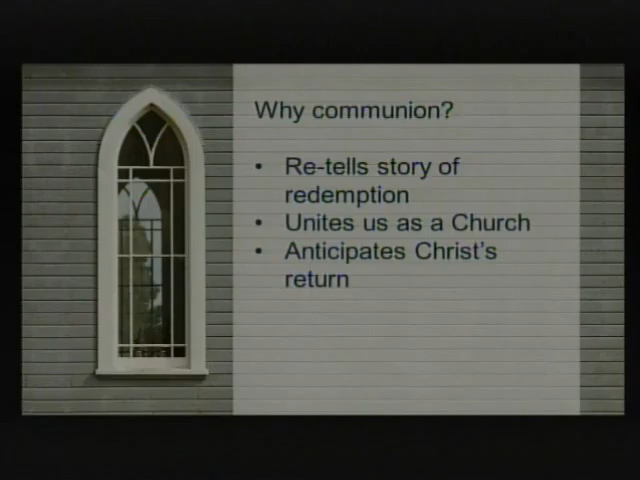 Why communion?
• Re-tells story of
redemption
• Unites us as a Church
• Anticipates Christ's
return